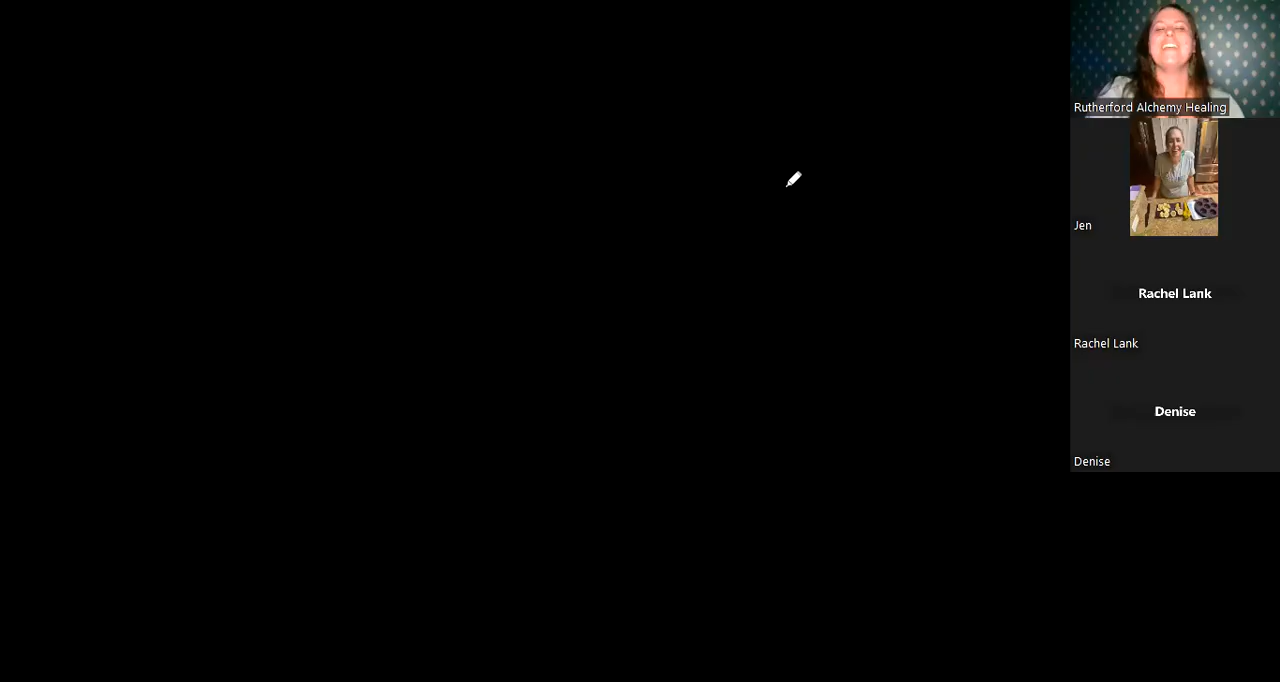 Rutherford Alchemy Healing
Jen
Rachel Lank
Rachel Lank
Denise
Denise